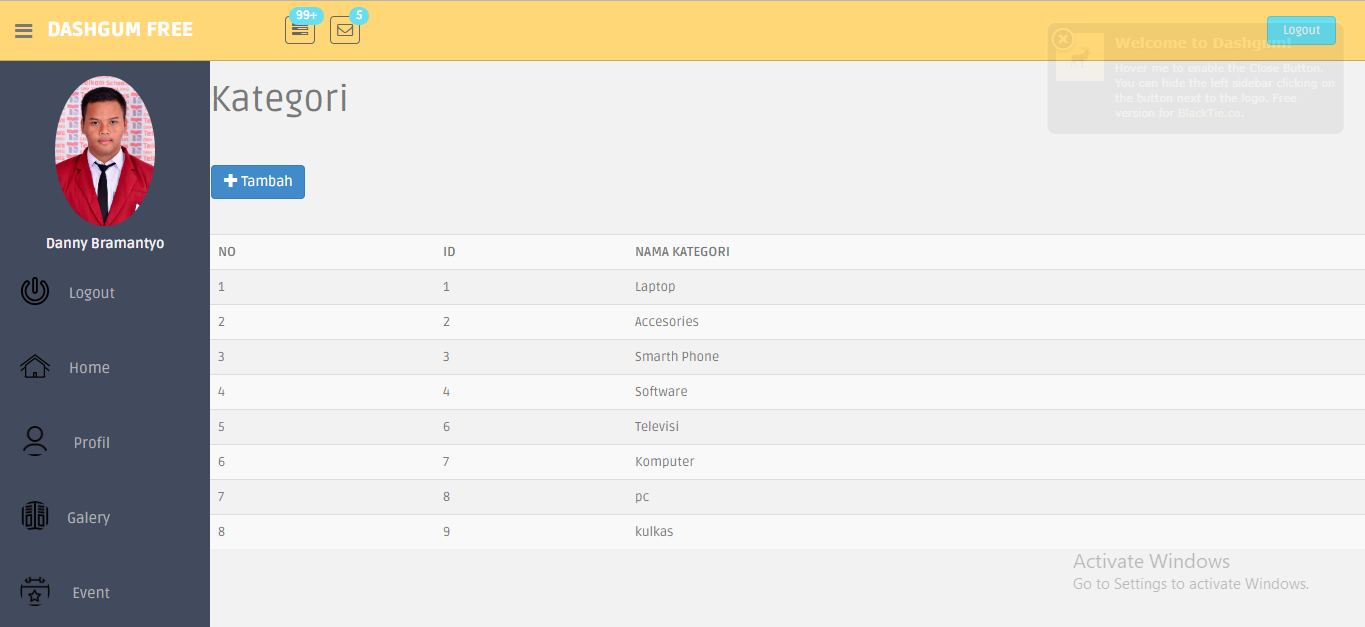 DASHGUM FREE 99+ 5 Logout
Welcome to Dashgum!
Hover me to enable the Close Button.
You can hide the left sidebar clicking on
the button next to the logo. Free
version for BlackTie.co.
Danny Bramantyo
Logout
Home
Profil
Galery
Event
Kategori
Tambah
NO ID NAMA KATEGORI
1 1 Laptop
2 2 Accesories
3 3 Smarth Phone
4 4 Software
5 6 Televisi
6 7 Komputer
7 8 pc
8 9 kulkas
Activate Windows
Go to Settings to activate Windows.